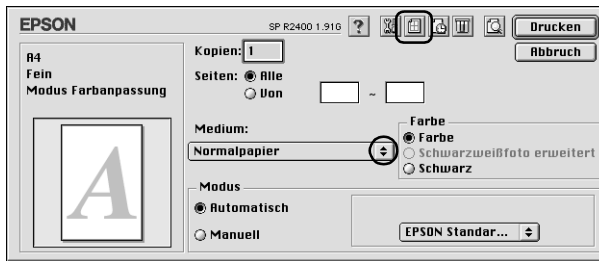 EPSON
SP R2400 1.91G
?
Drucken
Abbruch
A4
Fein
Modus Farbanpassung
A
Kopien: 1
Seiten: Alle
Von ~
Medium:
Normalpapier
Farbe
Farbe
Schwarzweißfoto erweitert
Schwarz
Modus
Automatisch
Manuell
EPSON Standar...